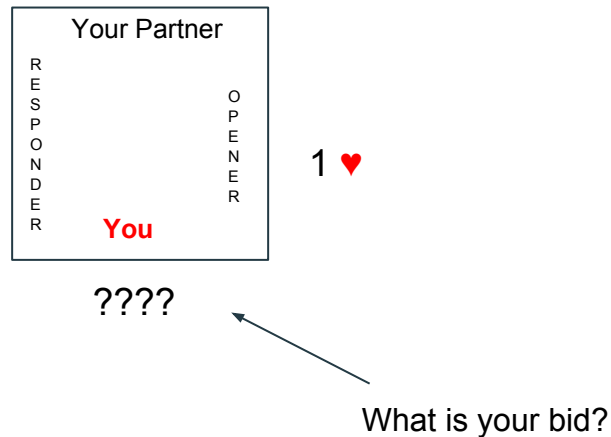 Your Partner
RESPONDER
OPENER
1 ♥
You
????
What is your bid?